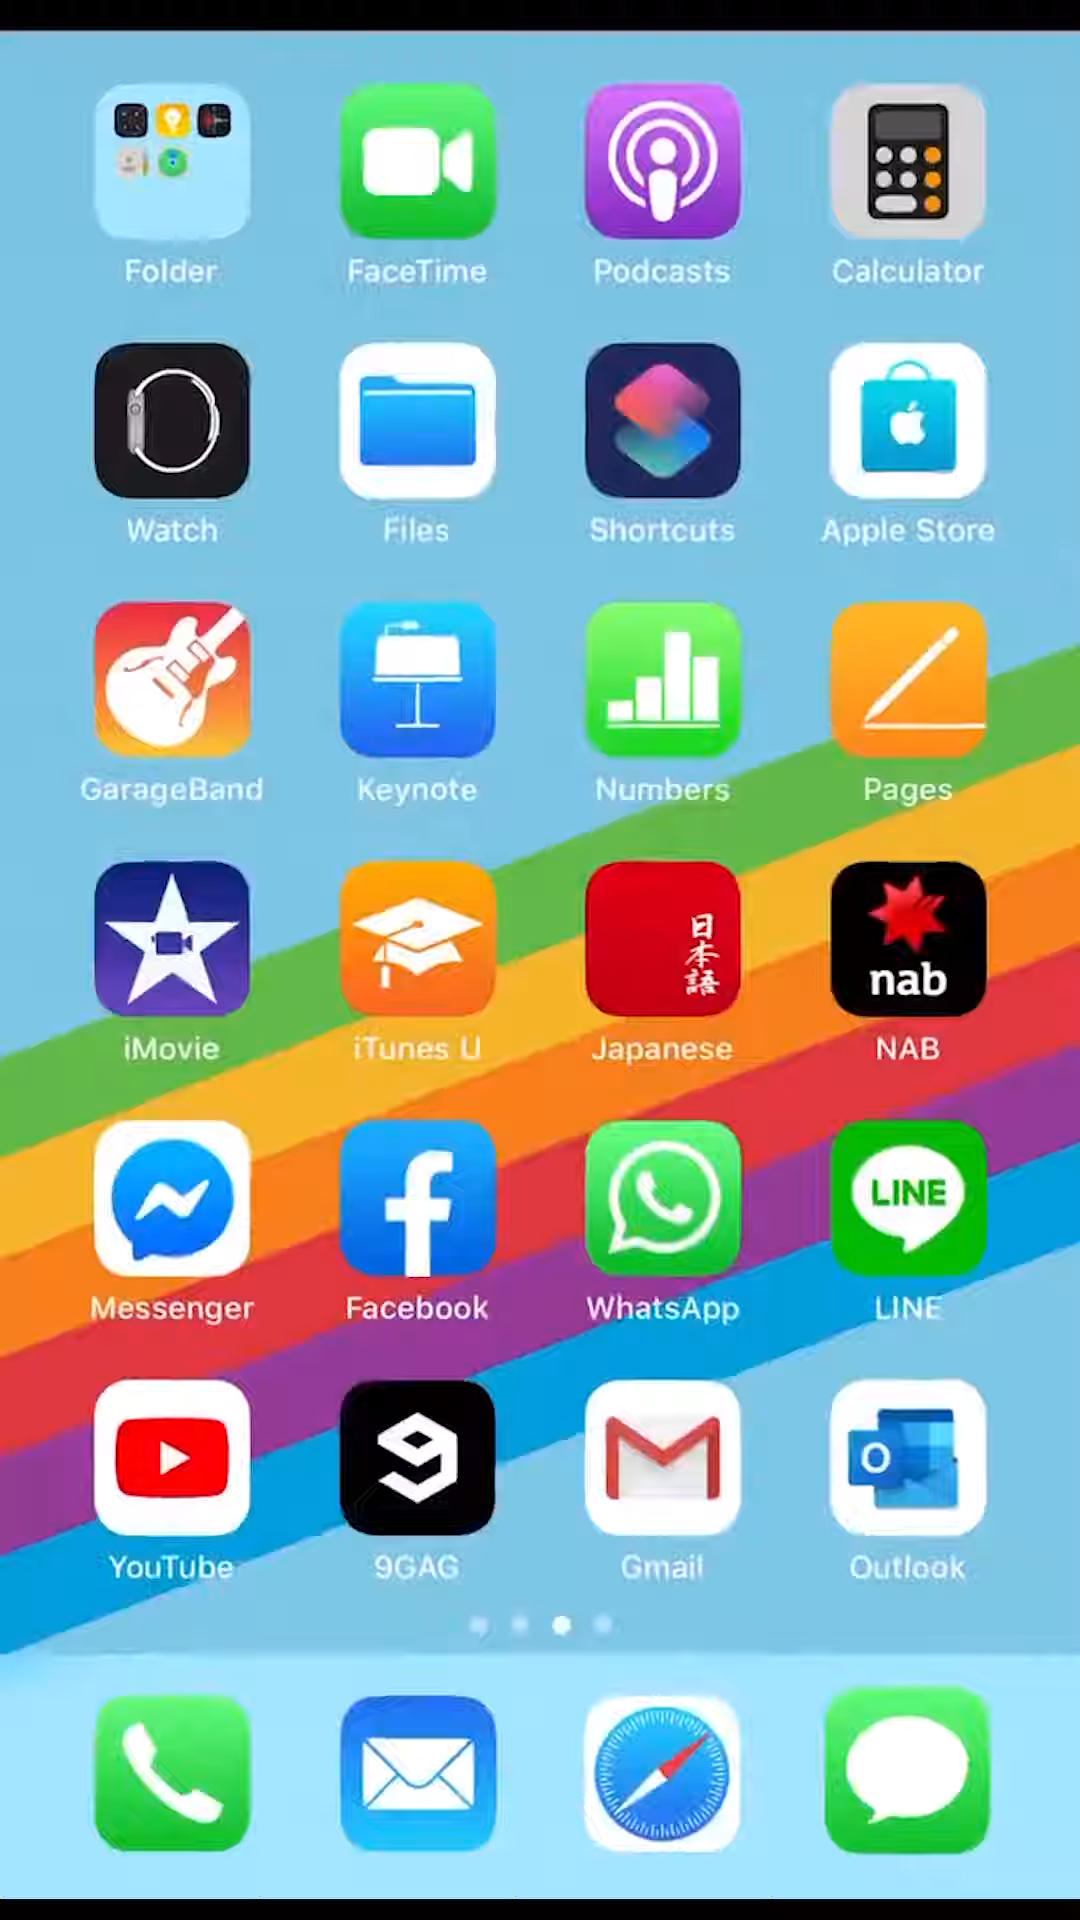 Folder FaceTime Podcasts Calculator
Watch Files Shortcuts Apple Store
GarageBand Keynote Numbers Pages
日本語
nab
iMovie iTunes U Japanese NAB
LINE
Messenger Facebook WhatsApp LINE
YouTube 9GAG Gmail Outlook